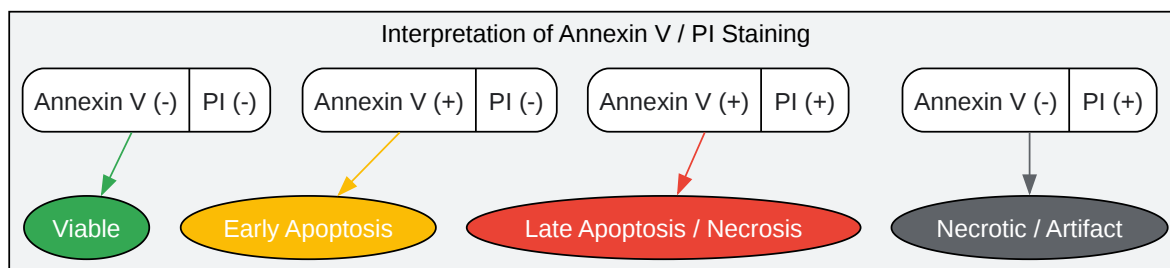 Interpretation of Annexin V / PI Staining
Annexin V (-) PI (-)
Annexin V (+) PI (-)
Annexin V (+) PI (+)
Annexin V (-) PI (+)
Viable
Early Apoptosis
Late Apoptosis / Necrosis
Necrotic / Artifact